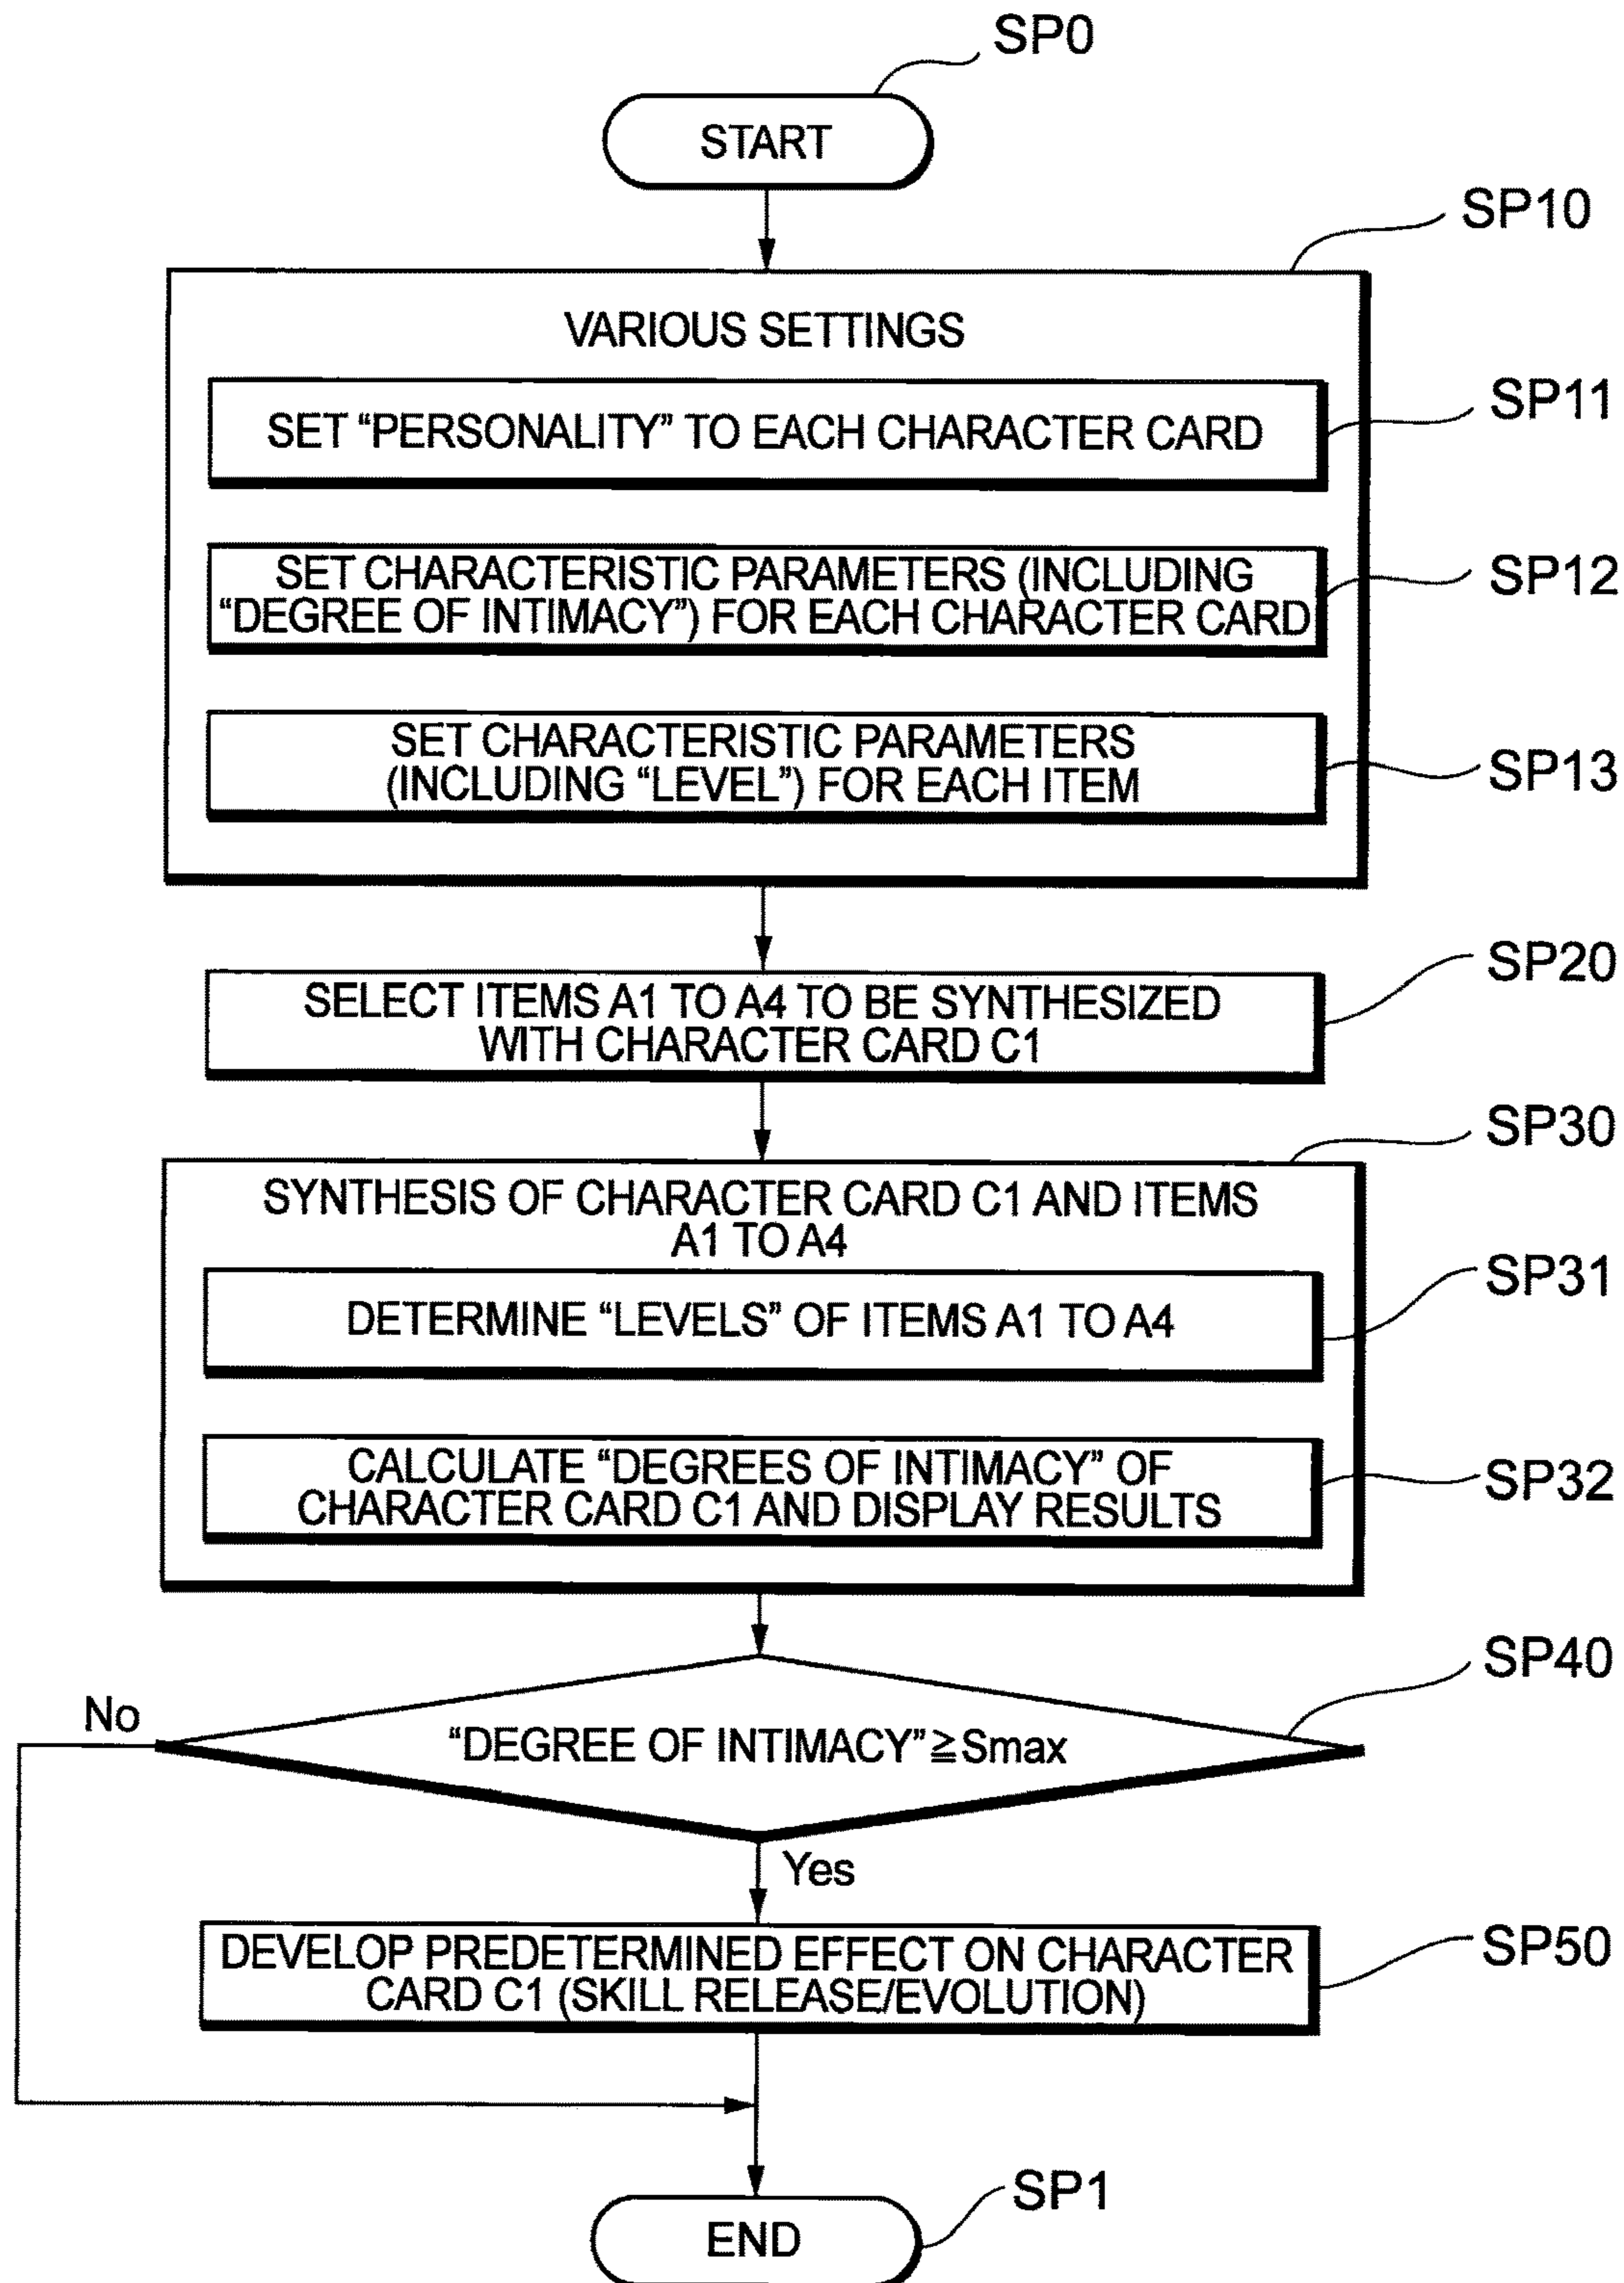 SP0
START
SP10
VARIOUS SETTINGS
SET “PERSONALITY” TO EACH CHARACTER CARD
SP11
SET CHARACTERISTIC PARAMETERS (INCLUDING
“DEGREE OF INTIMACY”) FOR EACH CHARACTER CARD
SP12
SET CHARACTERISTIC PARAMETERS
(INCLUDING “LEVEL”) FOR EACH ITEM
SP13
SP20
SELECT ITEMS A1 TO A4 TO BE SYNTHESIZED
WITH CHARACTER CARD C1
SP30
SYNTHESIS OF CHARACTER CARD C1 AND ITEMS
A1 TO A4
SP31
DETERMINE “LEVELS” OF ITEMS A1 TO A4
CALCULATE “DEGREES OF INTIMACY” OF
CHARACTER CARD C1 AND DISPLAY RESULTS
SP32
SP40
No
“DEGREE OF INTIMACY”≧Smax
Yes
DEVELOP PREDETERMINED EFFECT ON CHARACTER
CARD C1 (SKILL RELEASE/EVOLUTION)
SP50
SP1
END